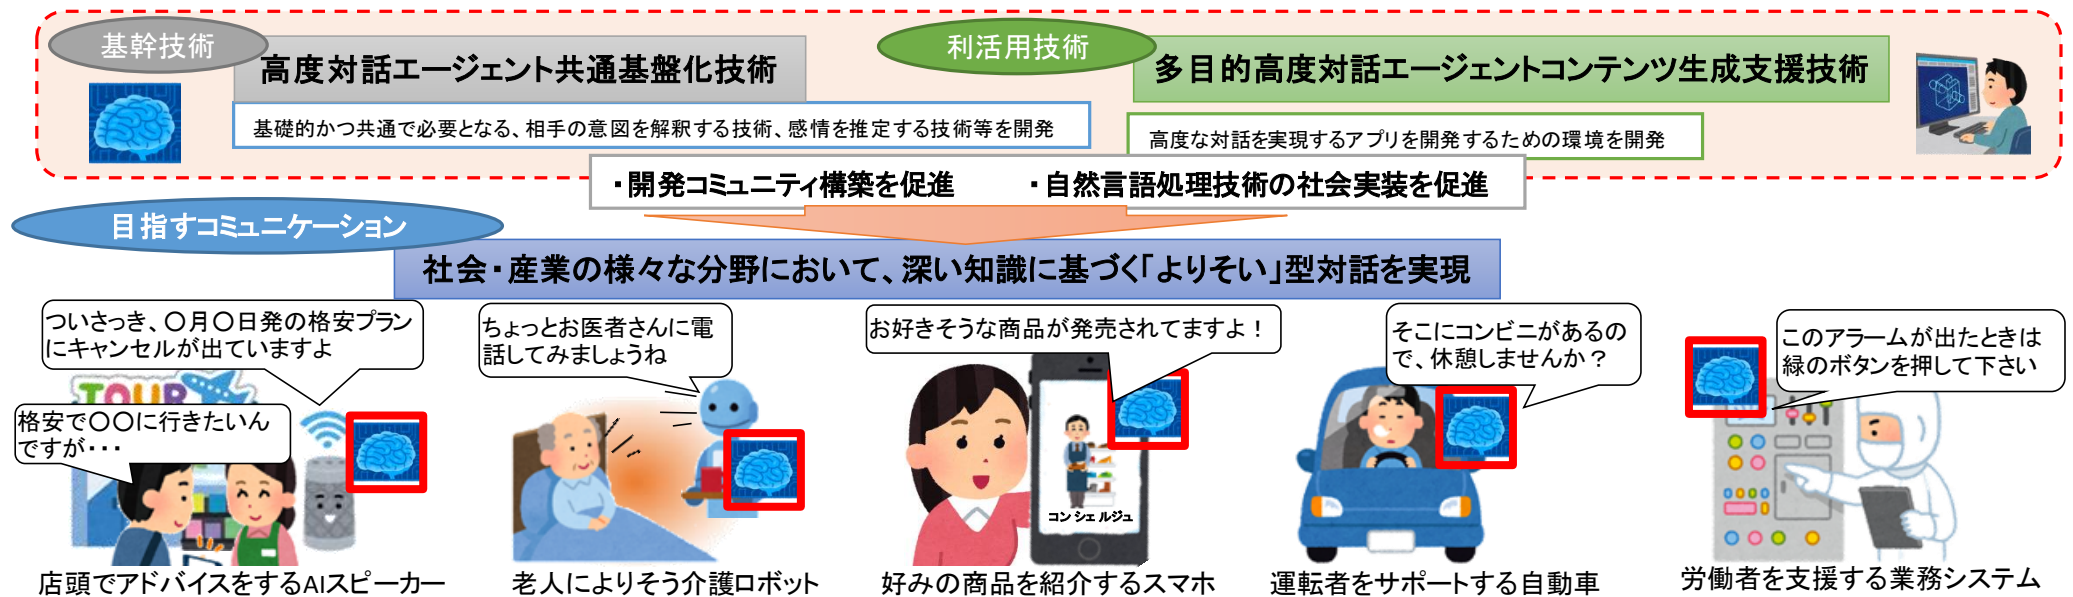 基幹技術
高度対話エージェント共通基盤化技術
基礎的かつ共通で必要となる、相手の意図を解釈する技術、感情を推定する技術等を開発
利活用技術
多目的高度対話エージェントコンテンツ生成支援技術
高度な対話を実現するアプリを開発するための環境を開発
・開発コミュニティ構築を促進
・自然言語処理技術の社会実装を促進
目指すコミュニケーション
社会・産業の様々な分野において、深い知識に基づく「よりそい」型対話を実現
ついさっき、〇月〇日発の格安プラン
にキャンセルが出ていますよ
TOUR
格安で〇〇に行きたいん
ですが・・・
店頭でアドバイスをするAIスピーカー
ちょっとお医者さんに電
話してみましょうね
老人によりそう介護ロボット
お好きそうな商品が発売されてますよ！
コンシェルジュ
好みの商品を紹介するスマホ
そこにコンビニがあるの
で、休憩しませんか？
運転者をサポートする自動車
このアラームが出たときは
緑のボタンを押して下さい
労働者を支援する業務システム